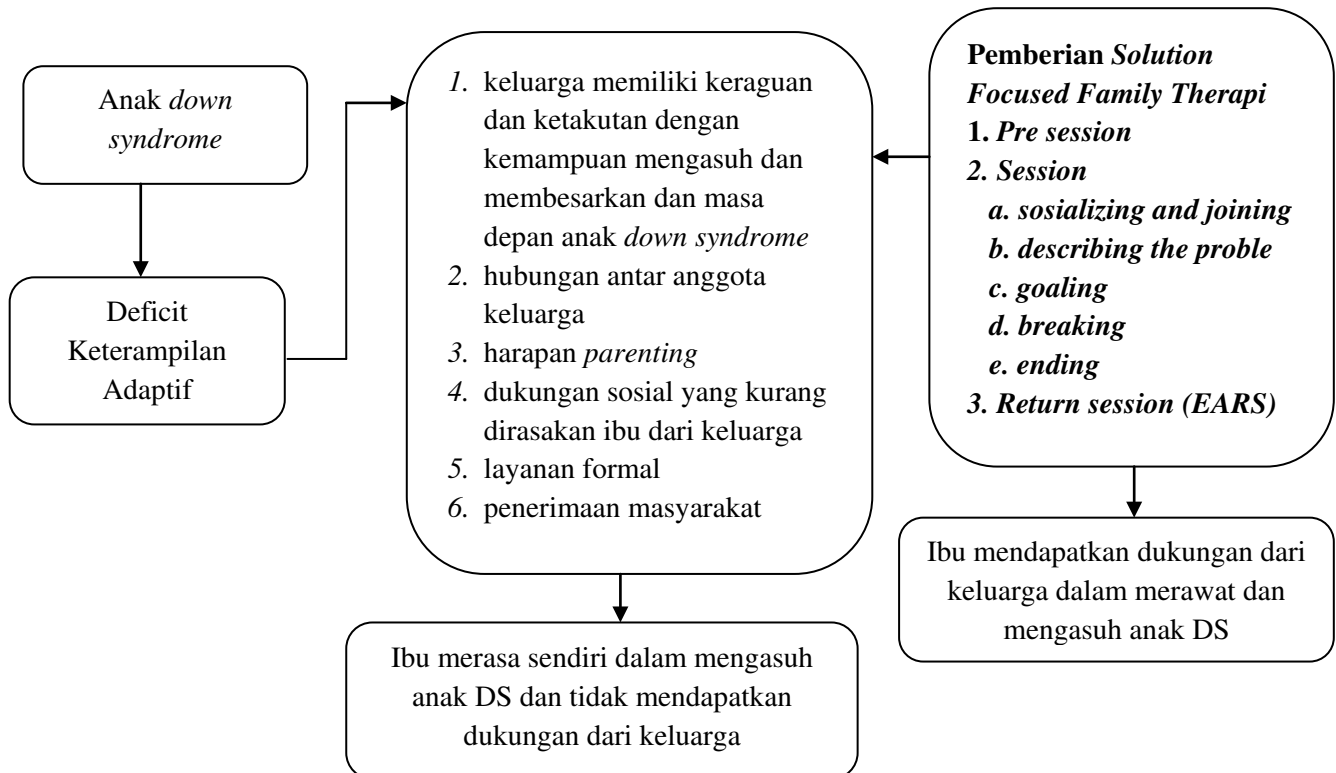 Anak down
syndrome
Deficit
Keterampilan
Adaptif
1. keluarga memiliki keraguan
dan ketakutan dengan
kemampuan mengasuh dan
membesarkan dan masa
depan anak down syndrome
2. hubungan antar anggota
keluarga
3. harapan parenting
4. dukungan sosial yang kurang
dirasakan ibu dari keluarga
5. layanan formal
6. penerimaan masyarakat
Ibu merasa sendiri dalam mengasuh
anak DS dan tidak mendapatkan
dukungan dari keluarga
Pemberian Solution
Focused Family Therapi
1. Pre session
2. Session
a. sosializing and joining
b. describing the proble
c. goaling
d. breaking
e. ending
3. Return session (EARS)
Ibu mendapatkan dukungan dari
keluarga dalam merawat dan
mengasuh anak DS